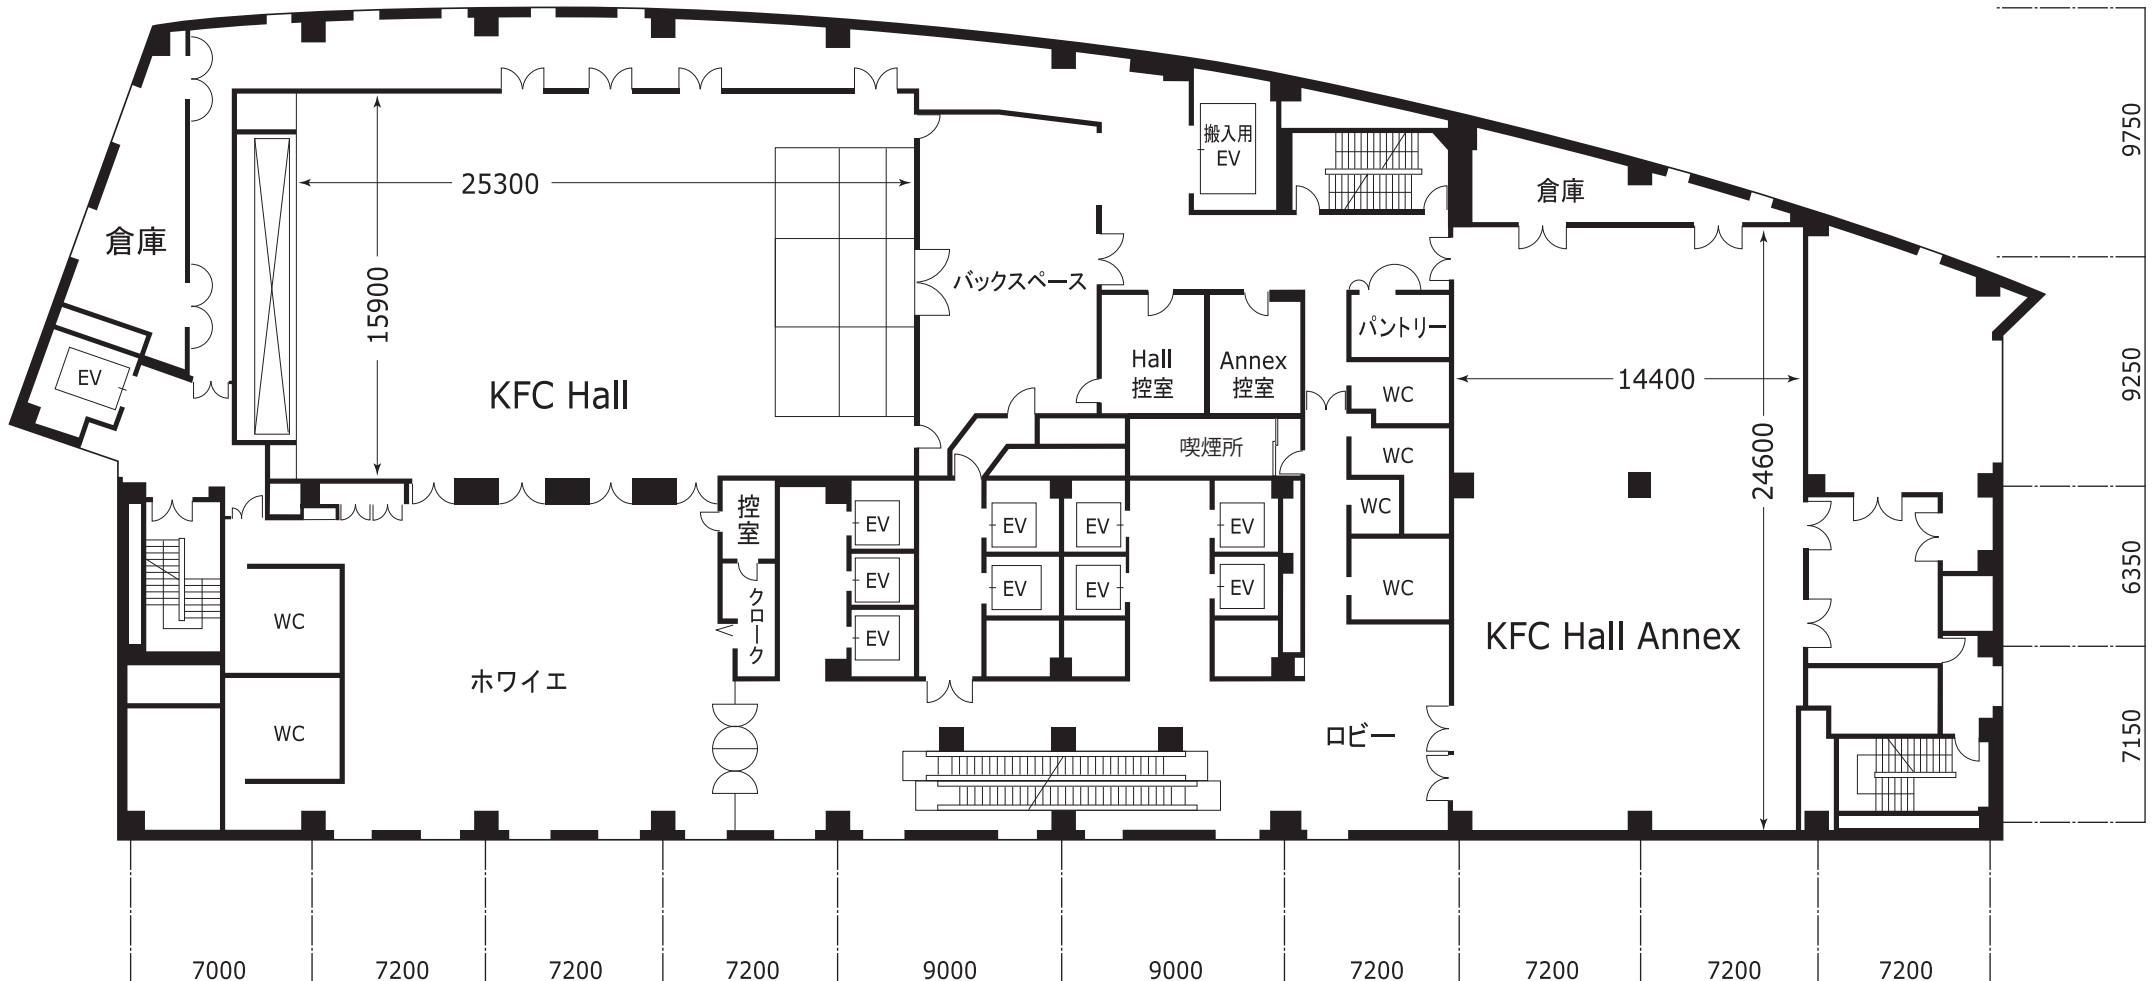 搬入用
EV
9750
25300
倉庫
倉庫
15900
バックスペース
パントリー
EV
KFC Hall
Hall
控室
Annex
控室
14400
WC
9250
喫煙所
WC
24600
控
室
WC
EV
EV
EV
EV
EV
EV
EV
EV
WC
6350
クローク
WC
EV
KFC Hall Annex
ホワイエ
WC
ロビー
7150
7000
7200
7200
7200
9000
9000
7200
7200
7200
7200